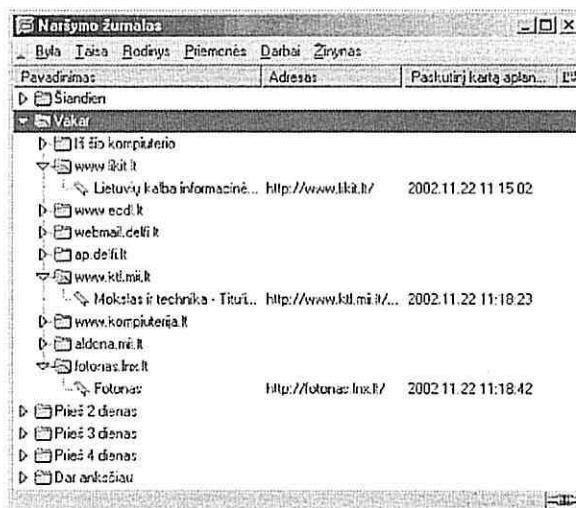 Naršymo žurnalas
Byla Taisa Rodinys Priemonės Darbai Žinynas
Pavadinimas Adresas Paskutinį kartą aplan...
Šiandien
Vakar
Iš šio kompiuterio
www.likit.lt
Lietuvių kalba informacinė... http://www.likit.lt/ 2002.11.22 11:15:02
www.ecdl.lt
webmail.delfi.lt
ap.delfi.lt
www.ktl.mii.lt
Mokslas ir technika - Tituli... http://www.ktl.mii.lt/... 2002.11.22 11:18:23
www.kompiuterija.lt
aldona.mii.lt
fotonas.lnx.lt
Fotonas http://fotonas.lnx.lt/ 2002.11.22 11:18:42
Prieš 2 dienas
Prieš 3 dienas
Prieš 4 dienas
Dar anksčiau